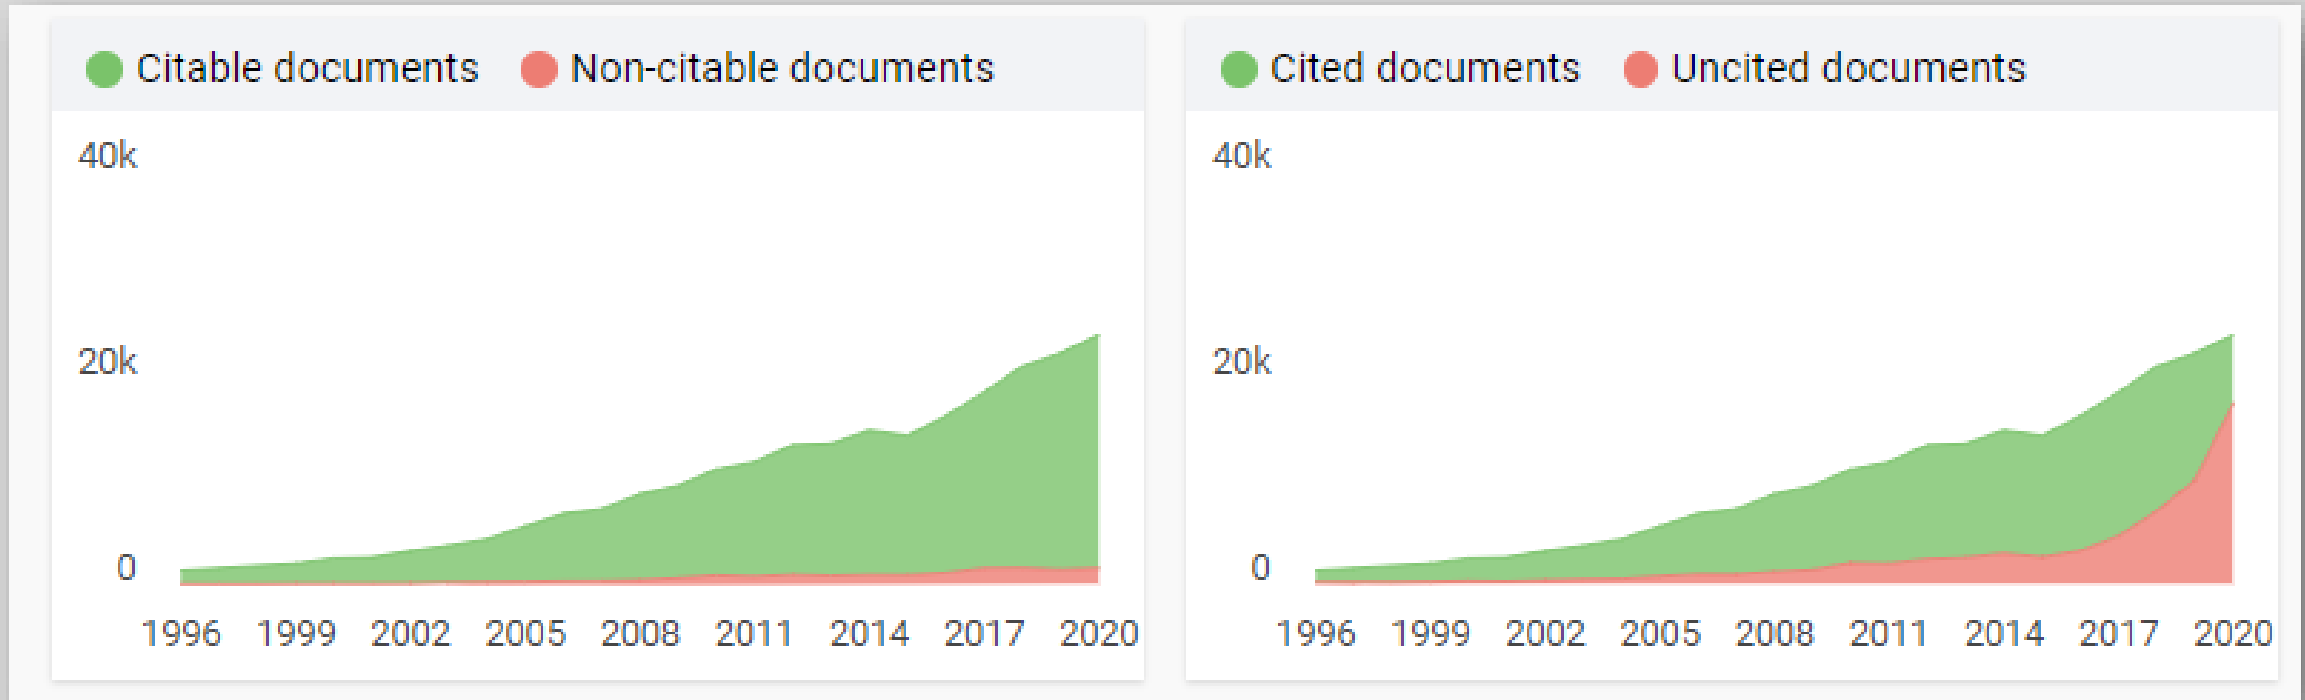 Citable documents Non-citable documents
40k
20k
0
1996 1999 2002 2005 2008 2011 2014 2017 2020
Cited documents Uncited documents
40k
20k
0
1996 1999 2002 2005 2008 2011 2014 2017 2020